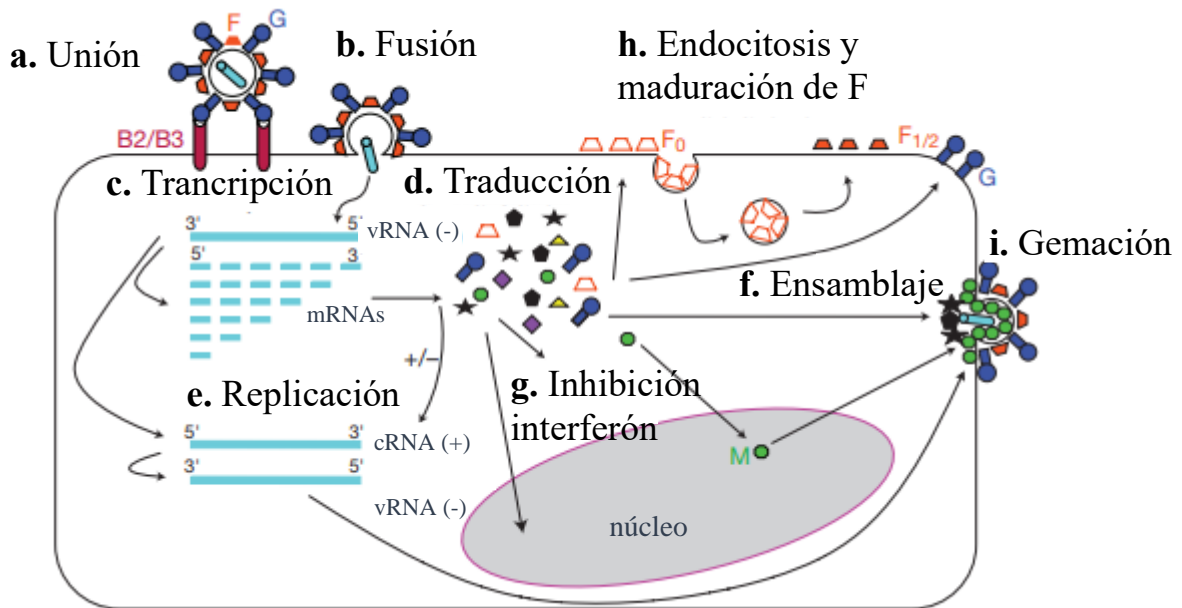 F G
a. Unión
b. Fusión
h. Endocitosis y
maduración de F
B2/B3
F0
F1/2
G
c. Trancripción
d. Traducción
3' 5'
vRNA (-)
5' 3
mRNAs
i. Gemación
f. Ensamblaje
+/-
e. Replicación
g. Inhibición
interferón
5' 3'
cRNA (+)
M
3' 5'
vRNA (-)
núcleo